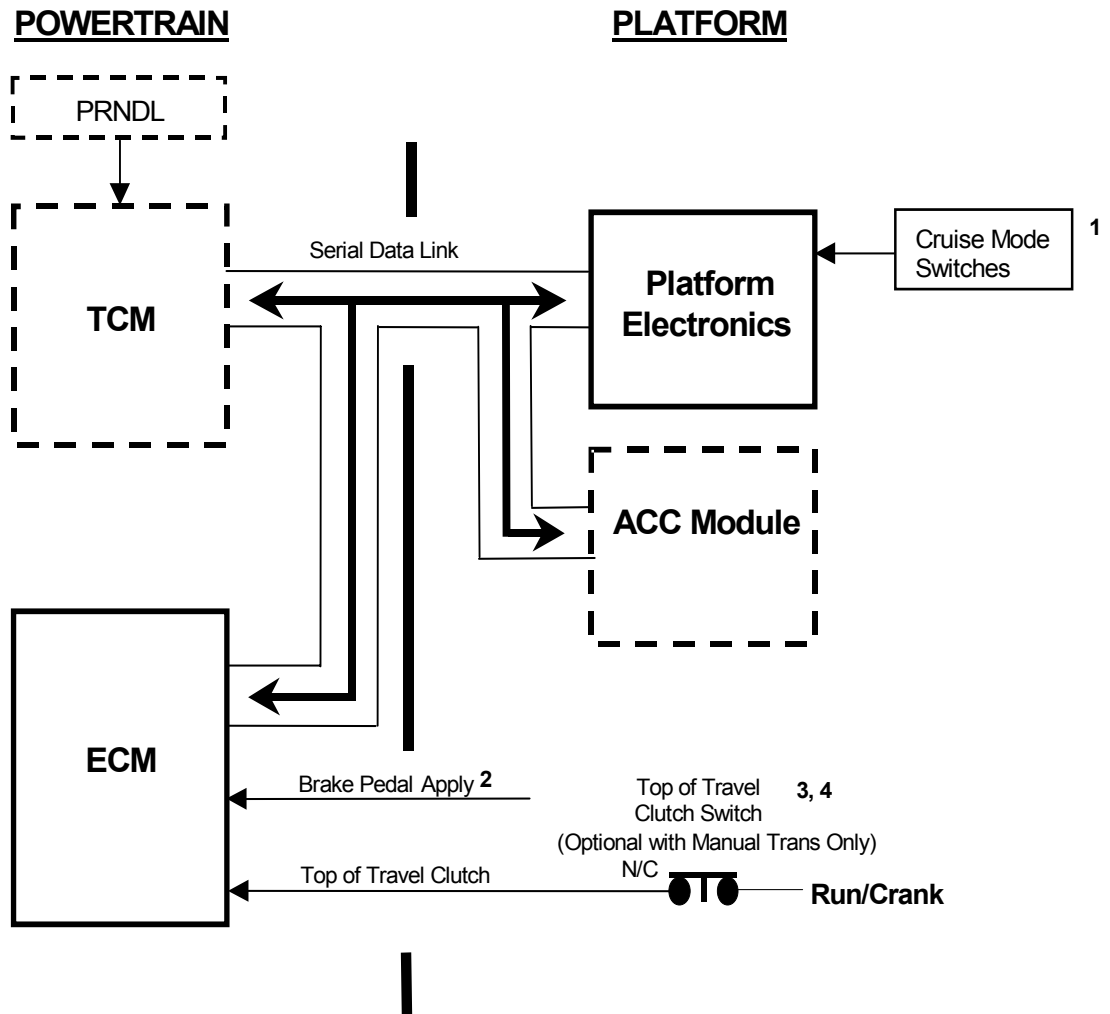 POWERTRAIN
PLATFORM
PRNDL
TCM
Serial Data Link
Platform
Electronics
Cruise Mode
Switches
1
ACC Module
ECM
Brake Pedal Apply 2
Top of Travel 3, 4
Clutch Switch
(Optional with Manual Trans Only)
N/C
Top of Travel Clutch
Run/Crank